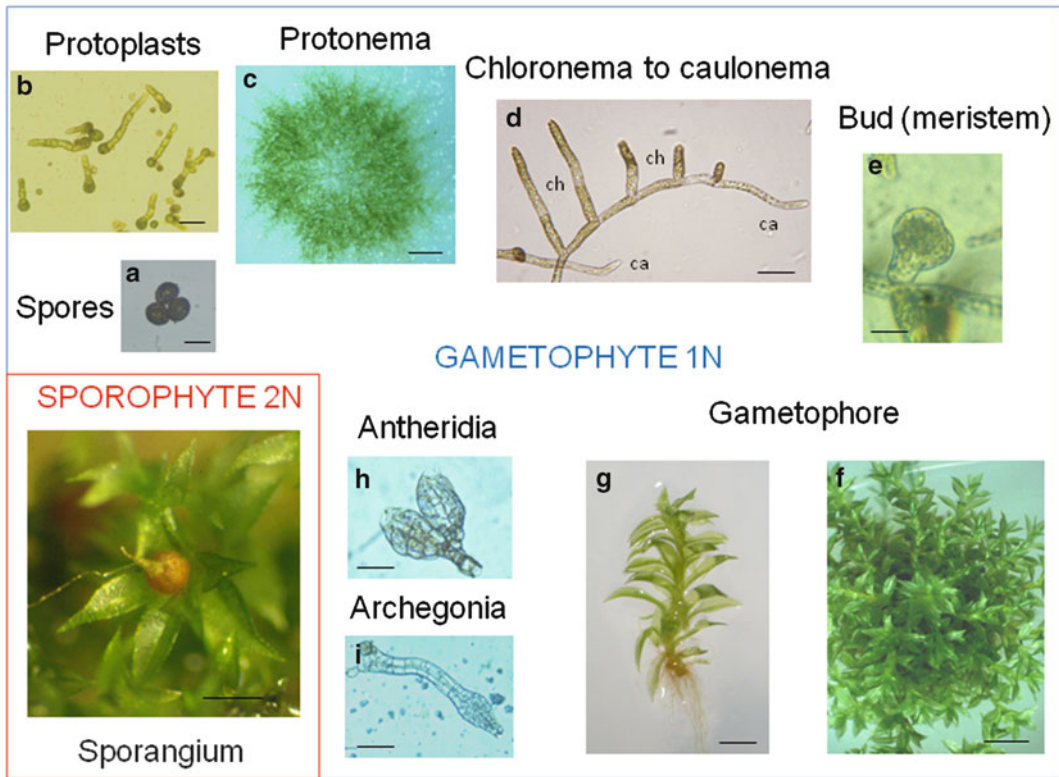 Protoplasts
b
Protonema
c
Chloronema to caulonema
d
ch
ch
ca
ca
Bud (meristem)
e
Spores
a
GAMETOPHYTE 1N
SPOROPHYTE 2N
Sporangium
Antheridia
h
Archegonia
i
Gametophore
g
f